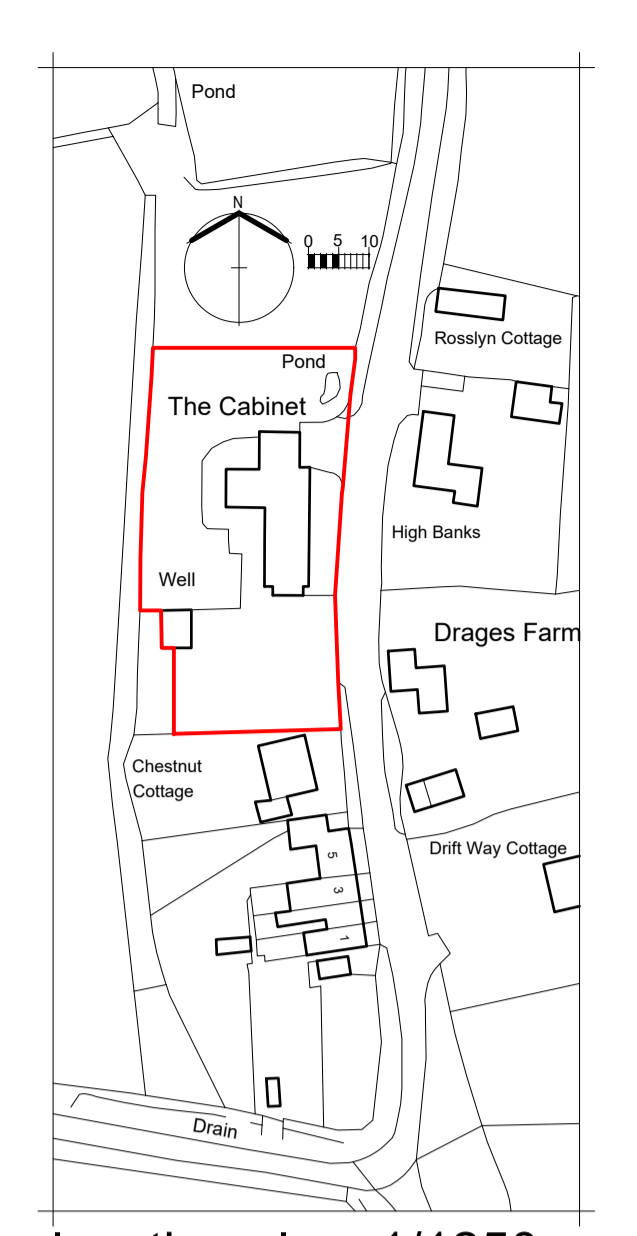 Pond
N
0 5 10
Rosslyn Cottage
Pond
The Cabinet
High Banks
Well
Drages Farm
Chestnut
Cottage
Drift Way Cottage
5
3
1
Drain